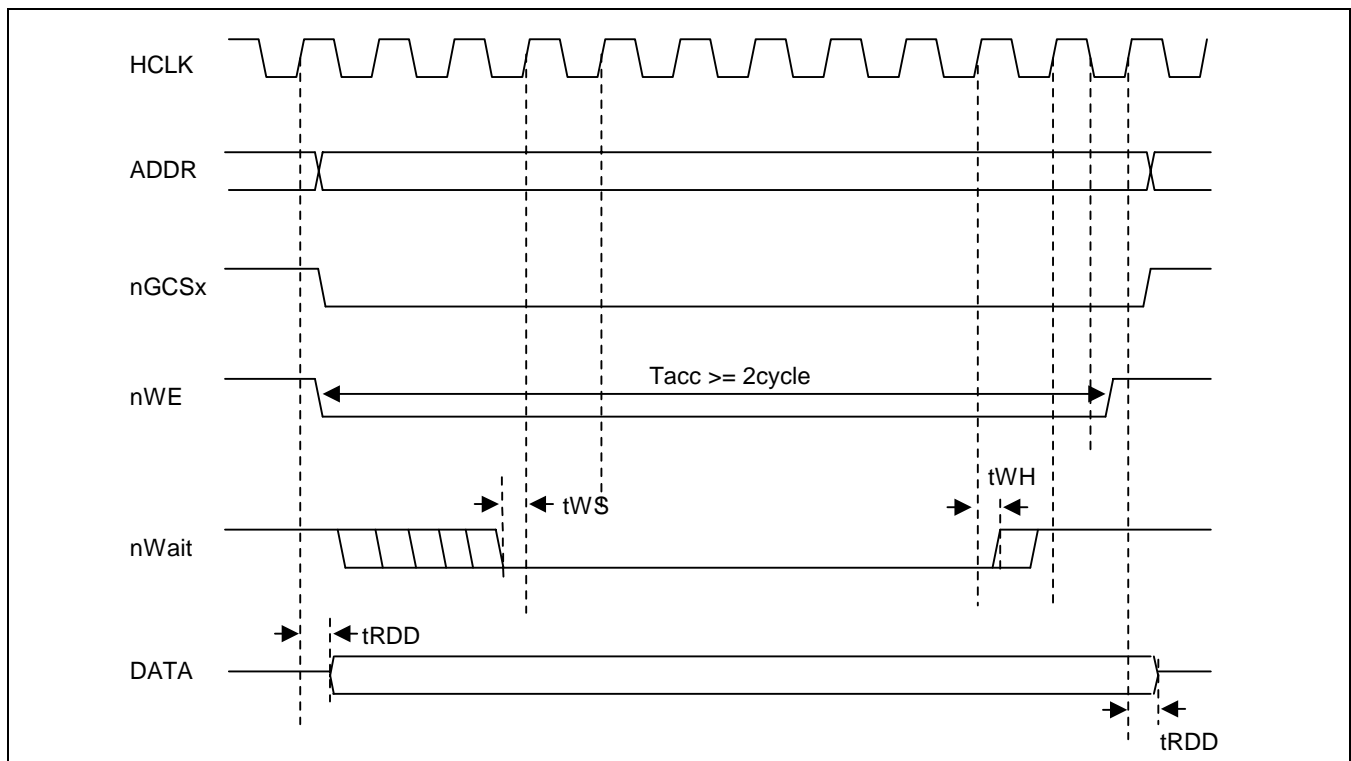 HCLK
ADDR
nGCSx
Tacc >= 2cycle
nWE
tWH
tWS
nWait
tRDD
DATA
tRDD